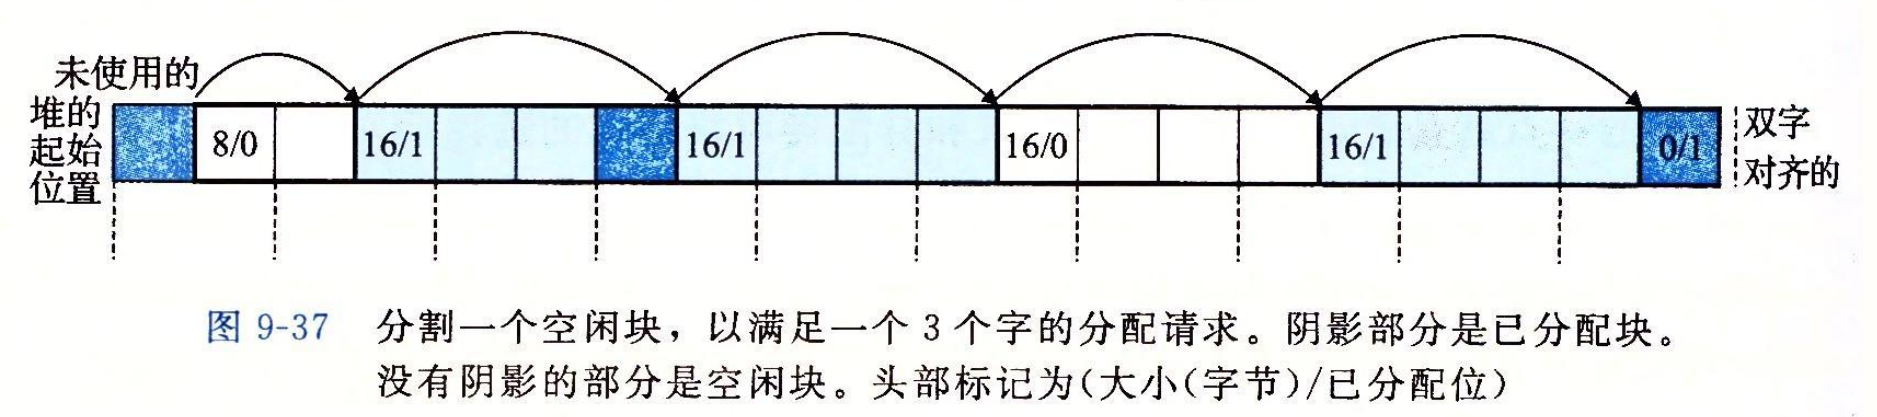 未使用的
堆的
起始
位置
8/0
16/1
16/1
16/0
16/1
0/1
双字
对齐的
图 9-37 分割一个空闲块，以满足一个 3 个字的分配请求。阴影部分是已分配块。
没有阴影的部分是空闲块。头部标记为(大小(字节)/已分配位)